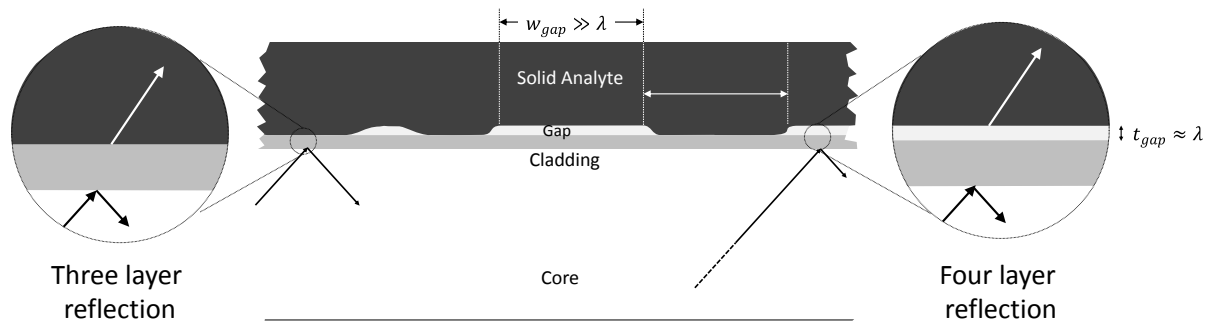 w_gap ≫ λ
Solid Analyte
Gap
Cladding
t_gap ≈ λ
Core
Three layer
reflection
Four layer
reflection